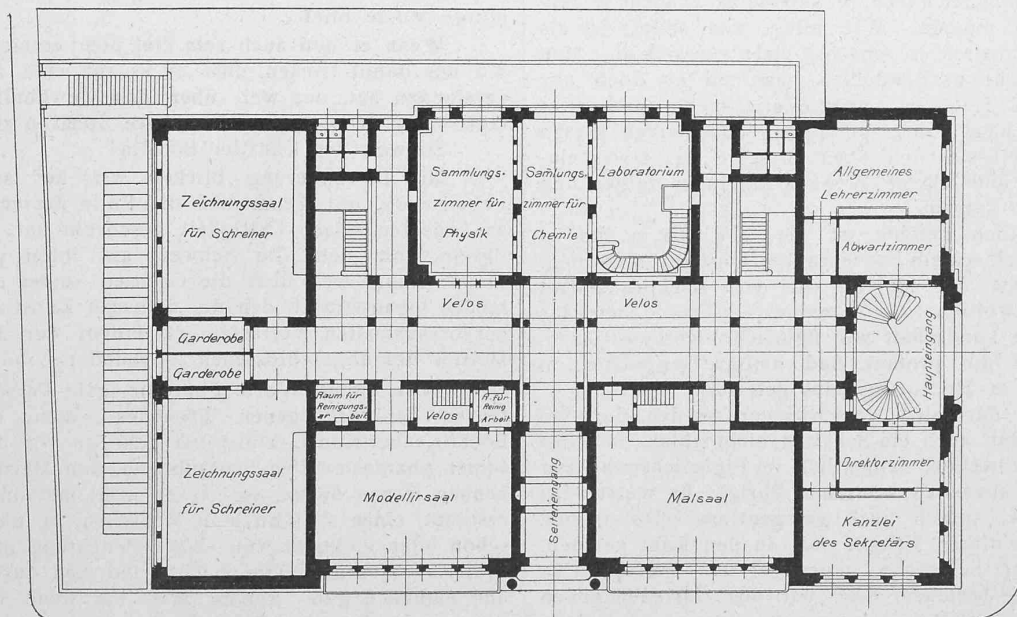 Zeichnungssaal
für Schreiner
Sammlungs-
zimmer für
Physik
Samlungs-
zimmer für
Chemie
Laboratorium
Allgemeines
Lehrerzimmer
Abwartzimmer
Velos
Velos
Garderobe
Garderobe
Haupteingang
Raum für
Reinigungs-
arbeit
Velos
R. für
Reinig
Arbeit
Zeichnungssaal
für Schreiner
Modellirsaal
Seiteneingang
Malsaal
Direktorzimmer
Kanzlei
des Sekretärs